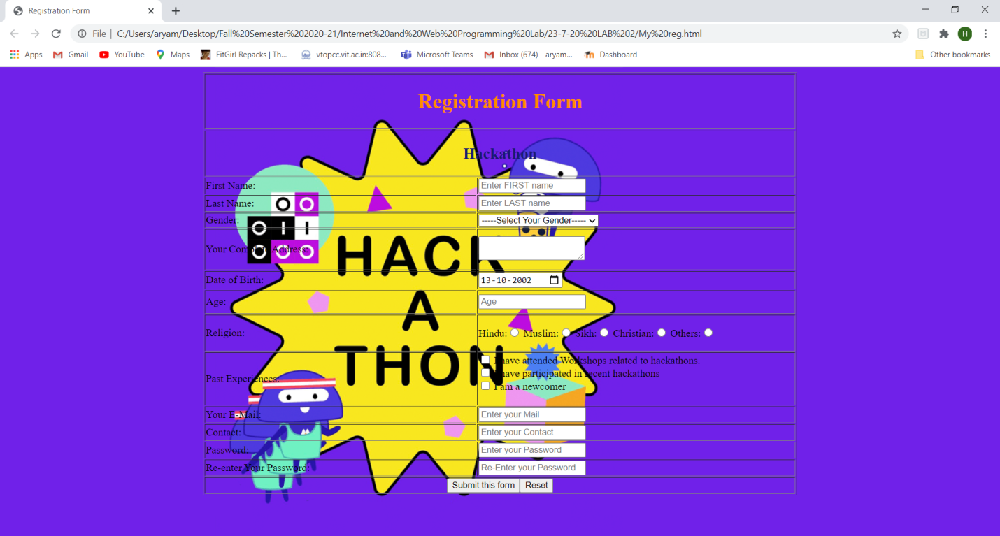 Registration Form
File | C:/Users/aryam/Desktop/Fall%20Semester%202020-21/Internet%20and%20Web%20Programming%20Lab/23-7-20%20LAB%202/My%20reg.html
H
Apps Gmail YouTube Maps FitGirl Repacks | Th... vtopcc.vit.ac.in:808... Microsoft Teams Inbox (674) - aryam... Dashboard Other bookmarks
Registration Form
Hackathon
First Name: Enter FIRST name
Last Name: Enter LAST name
Gender: -----Select Your Gender-----
Your Complete Address:
Date of Birth: 13-10-2002
Age: Age
Religion: Hindu: Muslim: Sikh: Christian: Others:
Past Experiences: I have attended Workshops related to hackathons.
I have participated in recent hackathons
I am a newcomer
Your E-Mail: Enter your Mail
Contact: Enter your Contact
Password: Enter your Password
Re-enter Your Password: Re-Enter your Password
Submit this form Reset
O O
O I I
O O O
HACK
A
THON